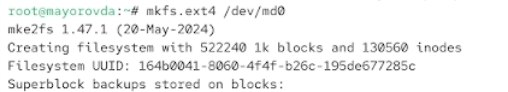 root@mayorovda:~# mkfs.ext4 /dev/md0
mke2fs 1.47.1 (20-May-2024)
Creating filesystem with 522240 1k blocks and 130560 inodes
Filesystem UUID: 164b0041-8060-4f4f-b26c-195de677285c
Superblock backups stored on blocks: